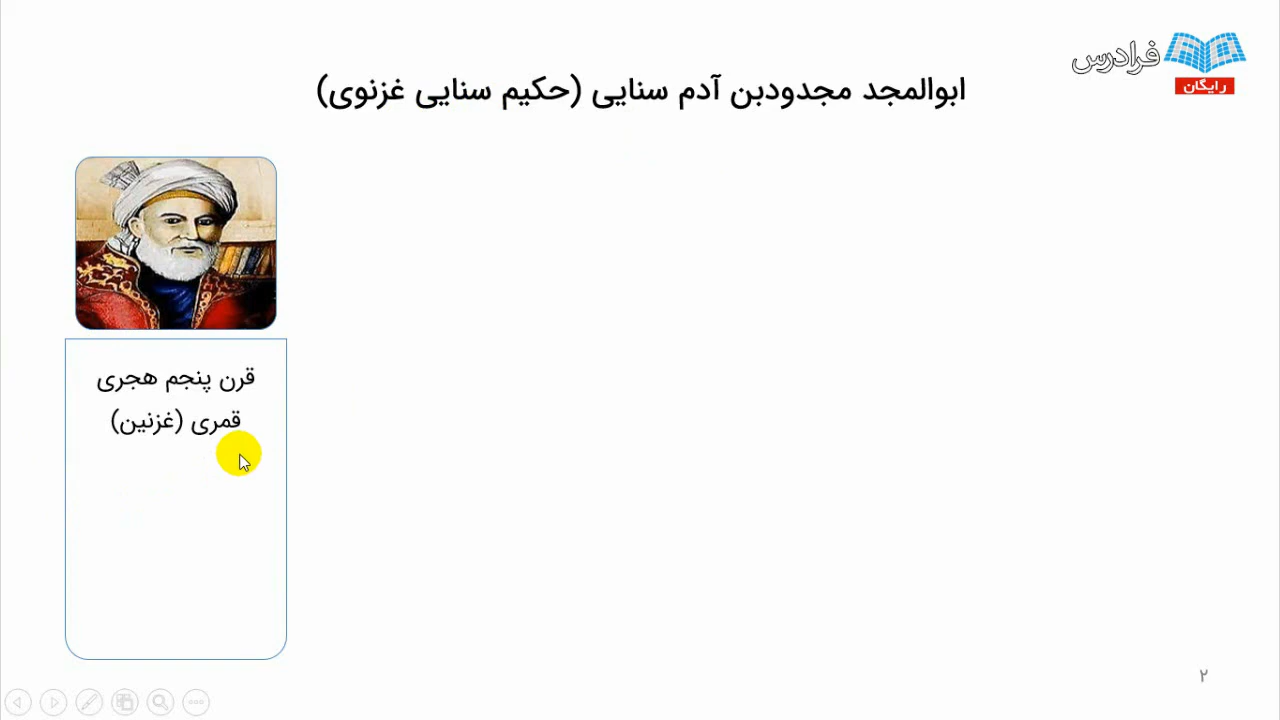 فرادرس
رایگان
ابوالمجد مجدودبن آدم سنایی (حکیم سنایی غزنوی)
قرن پنجم هجری
قمری (غزنین)
۲